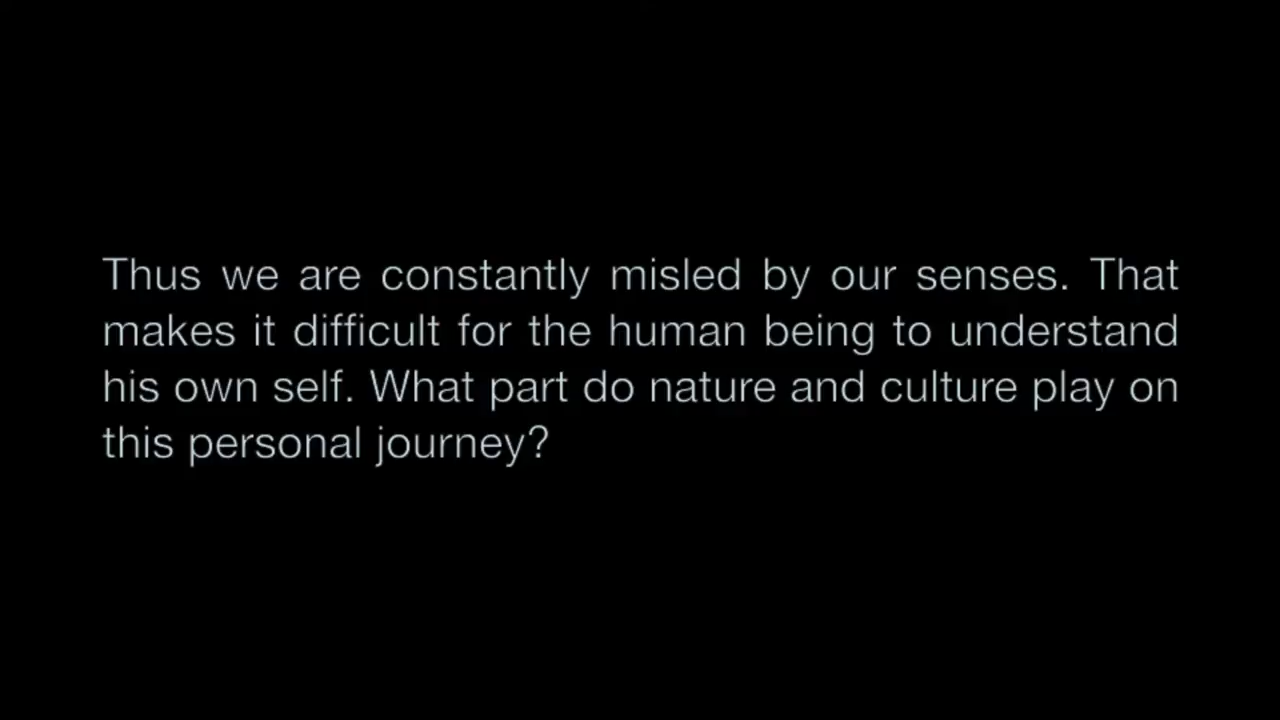 Thus we are constantly misled by our senses. That
makes it difficult for the human being to understand
his own self. What part do nature and culture play on
this personal journey?